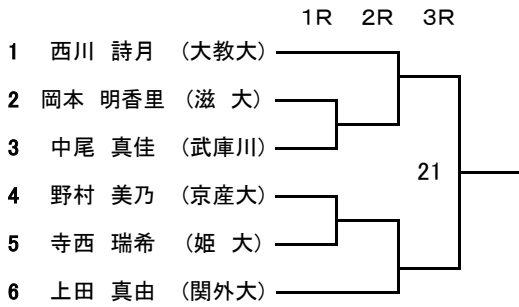 1R 2R 3R
1 西川 詩月 (大教大)
2 岡本 明香里 (滋 大)
3 中尾 真佳 (武庫川)
21
4 野村 美乃 (京産大)
5 寺西 瑞希 (姫 大)
6 上田 真由 (関外大)